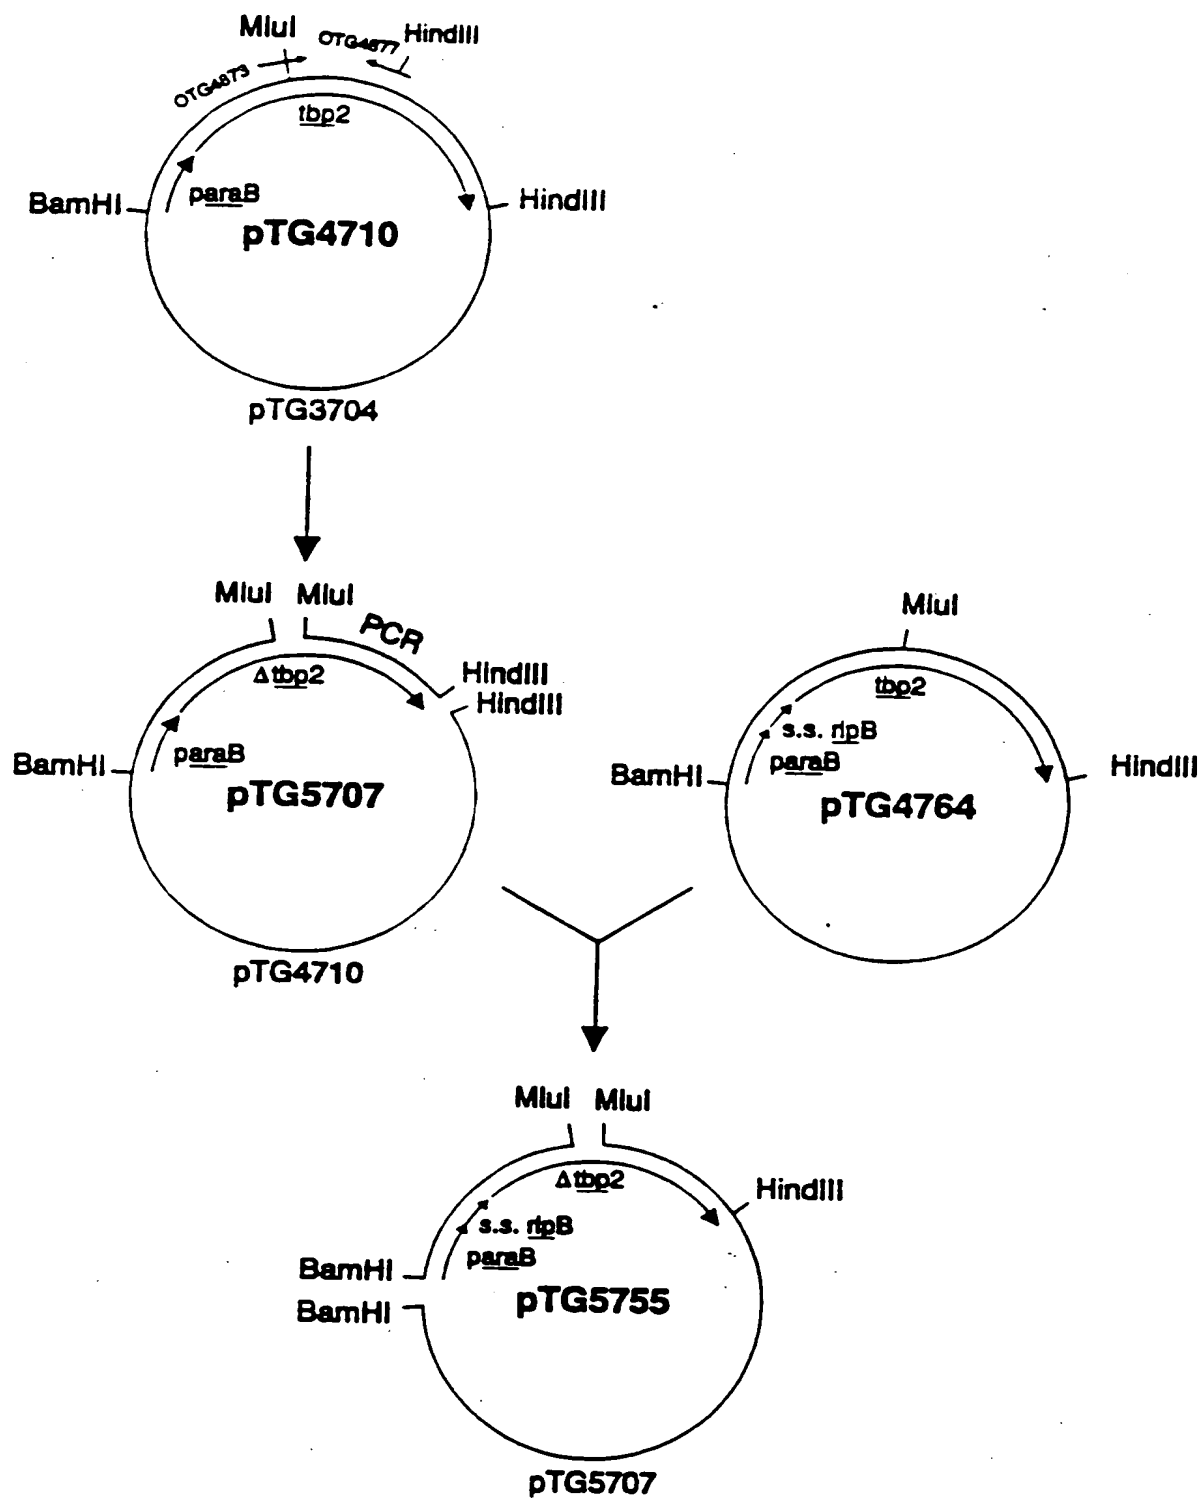 MluI
OTG4877
HindIII
OTG4873
tbp2
BamHI
paraB
HindIII
pTG4710
pTG3704
MluI MluI
PCR
Δtbp2
HindIII
HindIII
paraB
BamHI
pTG5707
pTG4710
MluI
tbp2
s.s. rlpB
paraB
BamHI
HindIII
pTG4764
MluI MluI
Δtbp2
HindIII
s.s. rlpB
paraB
BamHI
BamHI
pTG5755
pTG5707